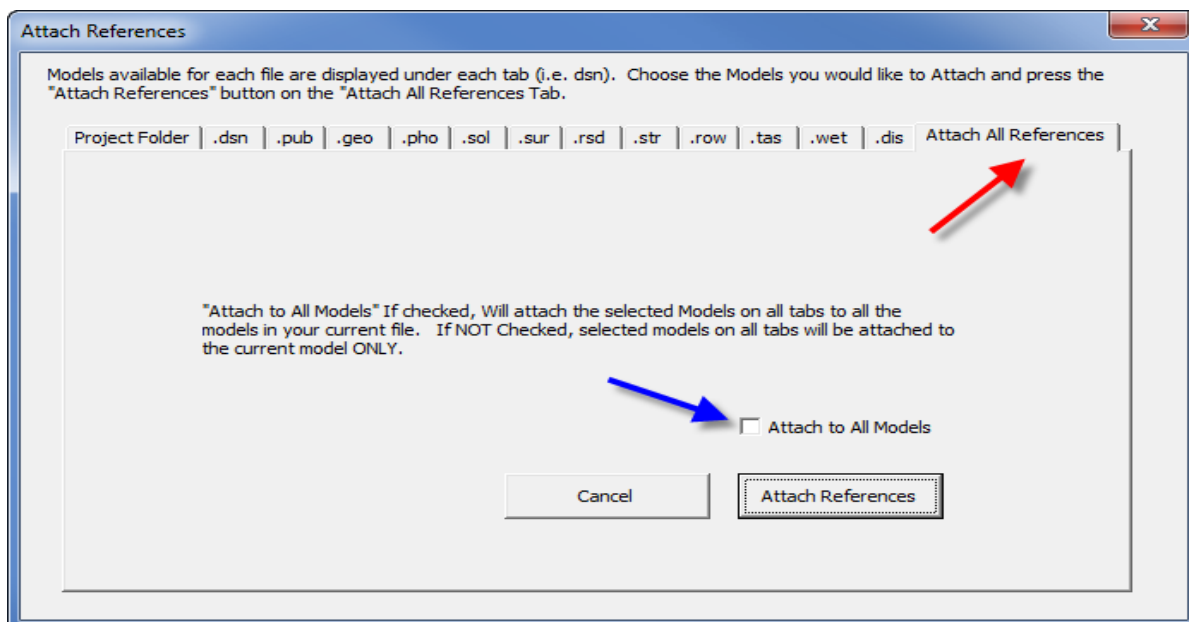 Attach References
Models available for each file are displayed under each tab (i.e. dsn). Choose the Models you would like to Attach and press the
"Attach References" button on the "Attach All References Tab.
Project Folder .dsn .pub .geo .pho .sol .sur .rsd .str .row .tas .wet .dis Attach All References
"Attach to All Models" If checked, Will attach the selected Models on all tabs to all the
models in your current file. If NOT Checked, selected models on all tabs will be attached to
the current model ONLY.
Attach to All Models
Cancel Attach References